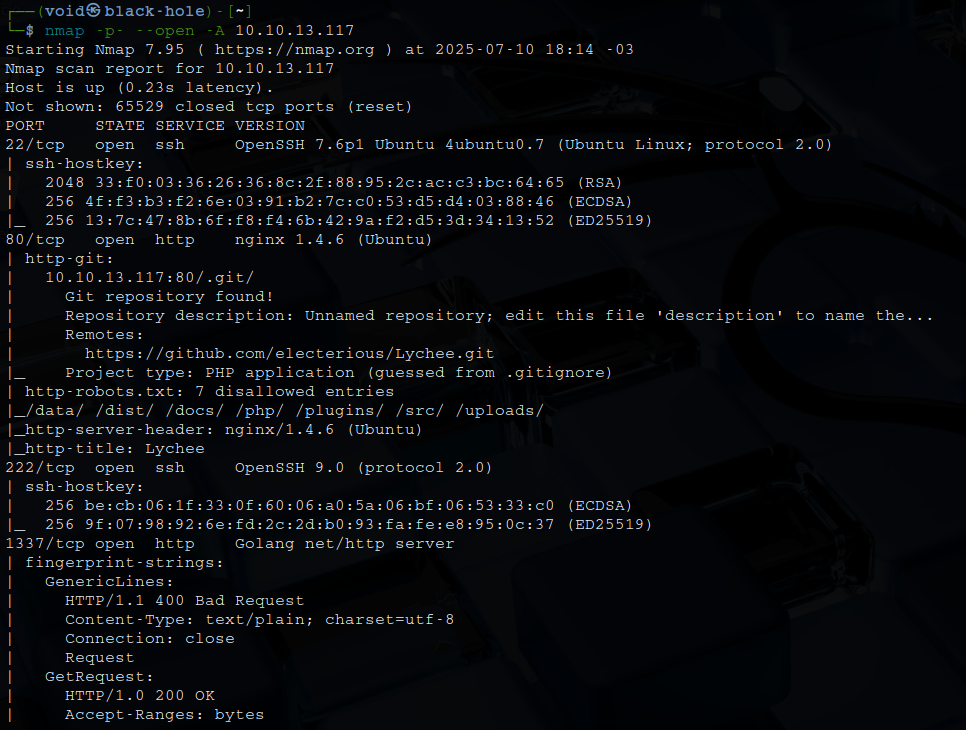 ┌──(void㉿black-hole)-[~]
└─$ nmap -p- --open -A 10.10.13.117
Starting Nmap 7.95 ( https://nmap.org ) at 2025-07-10 18:14 -03
Nmap scan report for 10.10.13.117
Host is up (0.23s latency).
Not shown: 65529 closed tcp ports (reset)
PORT     STATE SERVICE VERSION
22/tcp   open  ssh     OpenSSH 7.6p1 Ubuntu 4ubuntu0.7 (Ubuntu Linux; protocol 2.0)
| ssh-hostkey:
|   2048 33:f0:03:36:26:36:8c:2f:88:95:2c:ac:c3:bc:64:65 (RSA)
|   256 4f:f3:b3:f2:6e:03:91:b2:7c:c0:53:d5:d4:03:88:46 (ECDSA)
|_  256 13:7c:47:8b:6f:f8:f4:6b:42:9a:f2:d5:3d:34:13:52 (ED25519)
80/tcp   open  http    nginx 1.4.6 (Ubuntu)
| http-git:
|   10.10.13.117:80/.git/
|     Git repository found!
|     Repository description: Unnamed repository; edit this file 'description' to name the...
|     Remotes:
|       https://github.com/electerious/Lychee.git
|_    Project type: PHP application (guessed from .gitignore)
| http-robots.txt: 7 disallowed entries
|_/data/ /dist/ /docs/ /php/ /plugins/ /src/ /uploads/
|_http-server-header: nginx/1.4.6 (Ubuntu)
|_http-title: Lychee
222/tcp  open  ssh     OpenSSH 9.0 (protocol 2.0)
| ssh-hostkey:
|   256 be:cb:06:1f:33:0f:60:06:a0:5a:06:bf:06:53:33:c0 (ECDSA)
|_  256 9f:07:98:92:6e:fd:2c:2d:b0:93:fa:fe:e8:95:0c:37 (ED25519)
1337/tcp open  http    Golang net/http server
| fingerprint-strings:
|   GenericLines:
|     HTTP/1.1 400 Bad Request
|     Content-Type: text/plain; charset=utf-8
|     Connection: close
|     Request
|   GetRequest:
|     HTTP/1.0 200 OK
|     Accept-Ranges: bytes